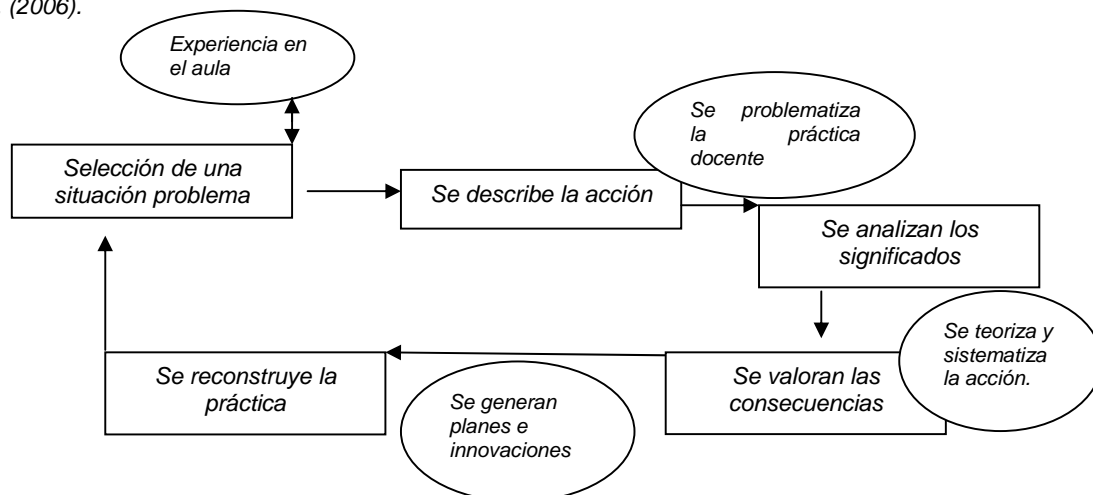 (2006).
Experiencia en
el aula
Selección de una
situación problema
Se describe la acción
Se problematiza
la práctica
docente
Se analizan los
significados
Se teoriza y
sistematiza
la acción.
Se valoran las
consecuencias
Se generan
planes e
innovaciones
Se reconstruye la
práctica